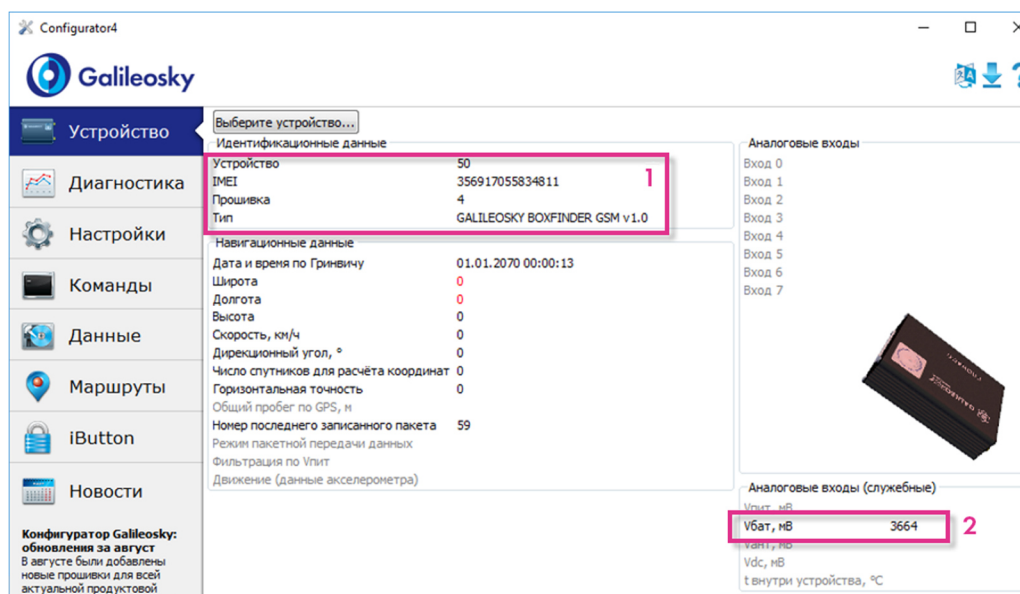 Configurator4
Galileosky
Устройство
Диагностика
Настройки
Команды
Данные
Маршруты
iButton
Новости
Конфигуратор Galileosky:
обновления за август
В августе были добавлены
новые прошивки для всей
актуальной продуктовой
Выберите устройство...
Идентификационные данные
Устройство 50
IMEI 356917055834811
Прошивка 4
Тип GALILEOSKY BOXFINDER GSM v1.0
1
Навигационные данные
Дата и время по Гринвичу 01.01.2070 00:00:13
Широта 0
Долгота 0
Высота 0
Скорость, км/ч 0
Дирекционный угол, ° 0
Число спутников для расчёта координат 0
Горизонтальная точность 0
Общий пробег по GPS, м
Номер последнего записанного пакета 59
Режим пакетной передачи данных
Фильтрация по Vпит
Движение (данные акселерометра)
Аналоговые входы
Вход 0
Вход 1
Вход 2
Вход 3
Вход 4
Вход 5
Вход 6
Вход 7
Аналоговые входы (служебные)
Vпит, мВ
Vбат, мВ 3664
2
Vант, мВ
Vdc, мВ
t внутри устройства, °C